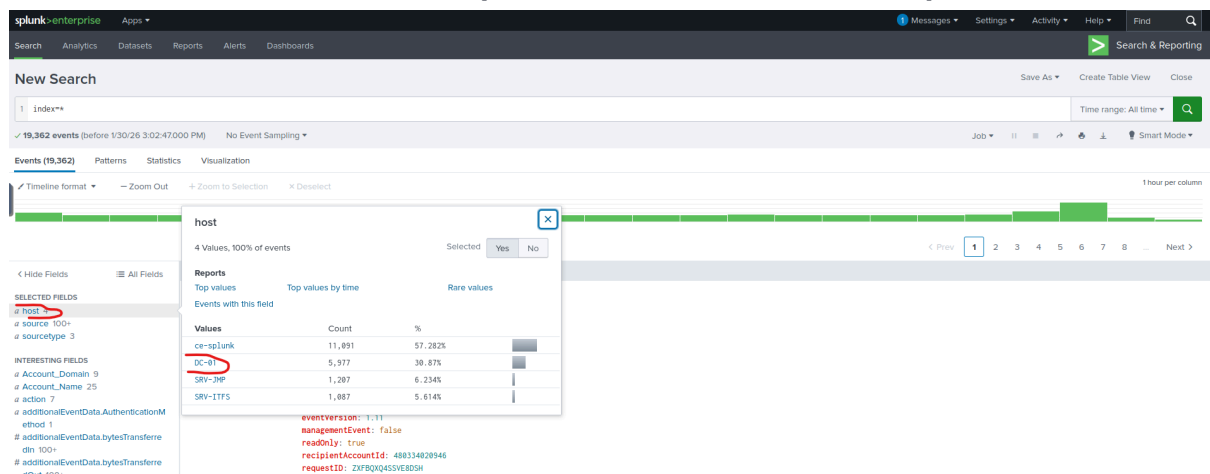 splunk>enterprise Apps ▾ 1 Messages ▾ Settings ▾ Activity ▾ Help ▾ Find
Search Analytics Datasets Reports Alerts Dashboards Search & Reporting
New Search Save As ▾ Create Table View Close
1 index=* Time range: All time ▾
✓ 19,362 events (before 1/30/26 3:02:47.000 PM) No Event Sampling ▾ Job ▾ Smart Mode ▾
Events (19,362) Patterns Statistics Visualization
Timeline format ▾ — Zoom Out + Zoom to Selection × Deselect 1 hour per column
host
4 Values, 100% of events Selected Yes No
< Prev 1 2 3 4 5 6 7 8 ... Next >
< Hide Fields All Fields
Reports
Top values Top values by time Rare values
Events with this field
SELECTED FIELDS
a host 4
a source 100+
a sourcetype 3
Values Count %
ce-splunk 11,091 57.282%
DC-01 5,977 30.87%
SRV-JMP 1,207 6.234%
SRV-ITFS 1,087 5.614%
INTERESTING FIELDS
a Account_Domain 9
a Account_Name 25
a action 7
a additionalEventData.AuthenticationM
ethod 1
# additionalEventData.bytesTransferre
dIn 100+
# additionalEventData.bytesTransferre
eventVersion: 1.11
managementEvent: false
readOnly: true
recipientAccountId: 480334020946
requestID: ZXFBQXQ4SSVE8DSH